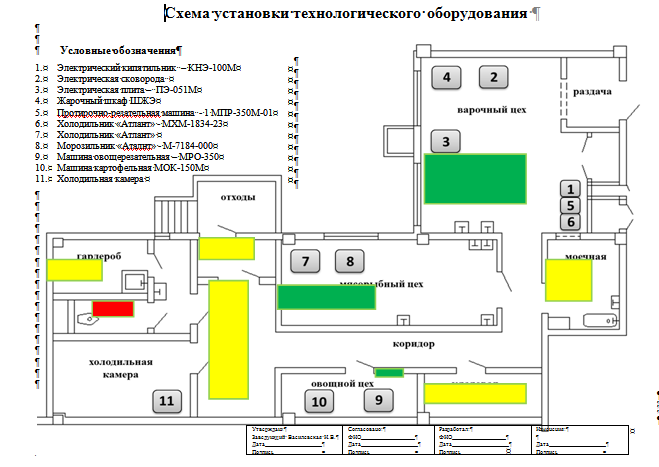 Схема установки технологического оборудования
Условные обозначения
1. Электрический кипятильник – КНЭ-100М
2. Электрическая сковорода
3. Электрическая плита – ПЭ-051М
4. Жарочный шкаф ШЖЭ
5. Протирочно-резательная машина -1 МПР-350М-01
6. Холодильник «Атлант» -МХМ-1834-23
7. Холодильник «Атлант»
8. Морозильник «Аталнт» -М-7184-000
9. Машина овощерезательная – МРО-350
10. Машина картофельная МОК-150М
11. Холодильная камера
4 2
раздача
варочный цех
3
1
5
6
отходы
гардероб
7 8
моечная
мясорыбный цех
коридор
холодильная
камера
овощной цех
11 10 9
Утверждаю: Согласовано: Разработал:
Заведующий Василевская Н.В. ФИО ФИО
Дата Дата Дата Дата
Подпись Подпись Подпись Подпись